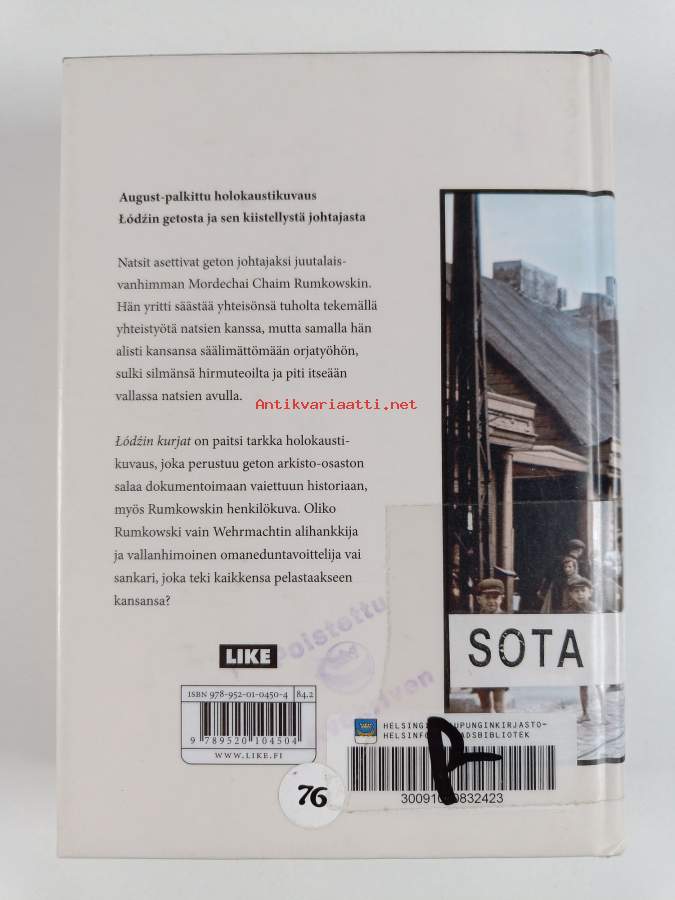 August-palkittu holokaustikuvaus
Łódźin getosta ja sen kiistellystä johtajasta
Natsit asettivat geton johtajaksi juutalais-
vanhimman Mordechai Chaim Rumkowskin.
Hän yritti säästää yhteisönsä tuholta tekemällä
yhteistyötä natsien kanssa, mutta samalla hän
alisti kansansa säälimättömään orjatyöhön,
sulki silmänsä hirmuteoilta ja piti itseään
vallassa natsien avulla.
Antikvariaatti.net
Łódźin kurjat on paitsi tarkka holokausti-
kuvaus, joka perustuu geton arkisto-osaston
salaa dokumentoimaan vaiettuun historiaan,
myös Rumkowskin henkilökuva. Oliko
Rumkowski vain Wehrmachtin alihankkija
ja vallanhimoinen omaneduntavoittelija vai
sankari, joka teki kaikkensa pelastaakseen
kansansa?
Poistettu
LIKE
SOTA
ISBN 978-952-01-0450-4 84.2
9 789520 104504
WWW.LIKE.FI
76
P-